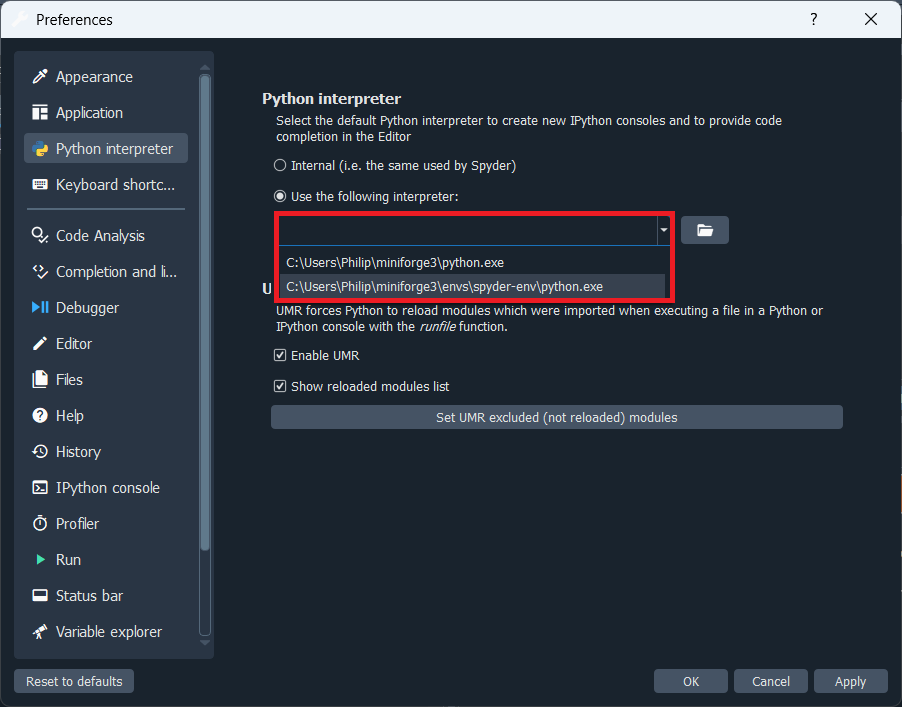 Preferences
?
Appearance
Application
Python interpreter
Keyboard shortc...
Code Analysis
Completion and li...
Debugger
Editor
Files
Help
History
IPython console
Profiler
Run
Status bar
Variable explorer
Python interpreter
Select the default Python interpreter to create new IPython consoles and to provide code
completion in the Editor
Internal (i.e. the same used by Spyder)
Use the following interpreter:
C:\Users\Philip\miniforge3\python.exe
C:\Users\Philip\miniforge3\envs\spyder-env\python.exe
U
UMR forces Python to reload modules which were imported when executing a file in a Python or
IPython console with the runfile function.
Enable UMR
Show reloaded modules list
Set UMR excluded (not reloaded) modules
Reset to defaults
OK
Cancel
Apply